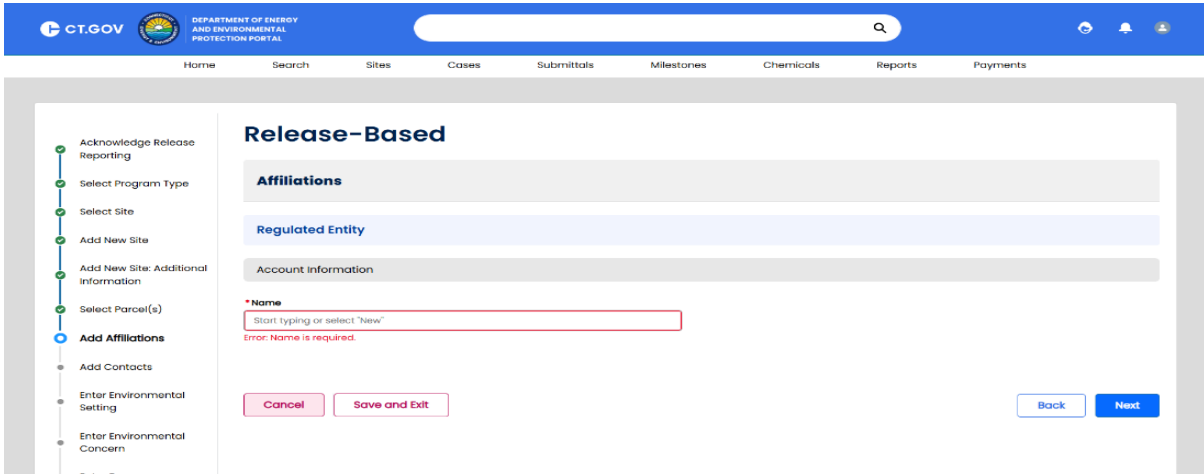 CT.GOV
DEPARTMENT OF ENERGY
AND ENVIRONMENTAL
PROTECTION PORTAL
Home Search Sites Cases Submittals Milestones Chemicals Reports Payments
Acknowledge Release
Reporting
Select Program Type
Select Site
Add New Site
Add New Site: Additional
Information
Select Parcel(s)
Add Affiliations
Add Contacts
Enter Environmental
Setting
Enter Environmental
Concern
Release-Based
Affiliations
Regulated Entity
Account Information
*Name
Start typing or select "New"
Error: Name is required.
Cancel Save and Exit Back Next